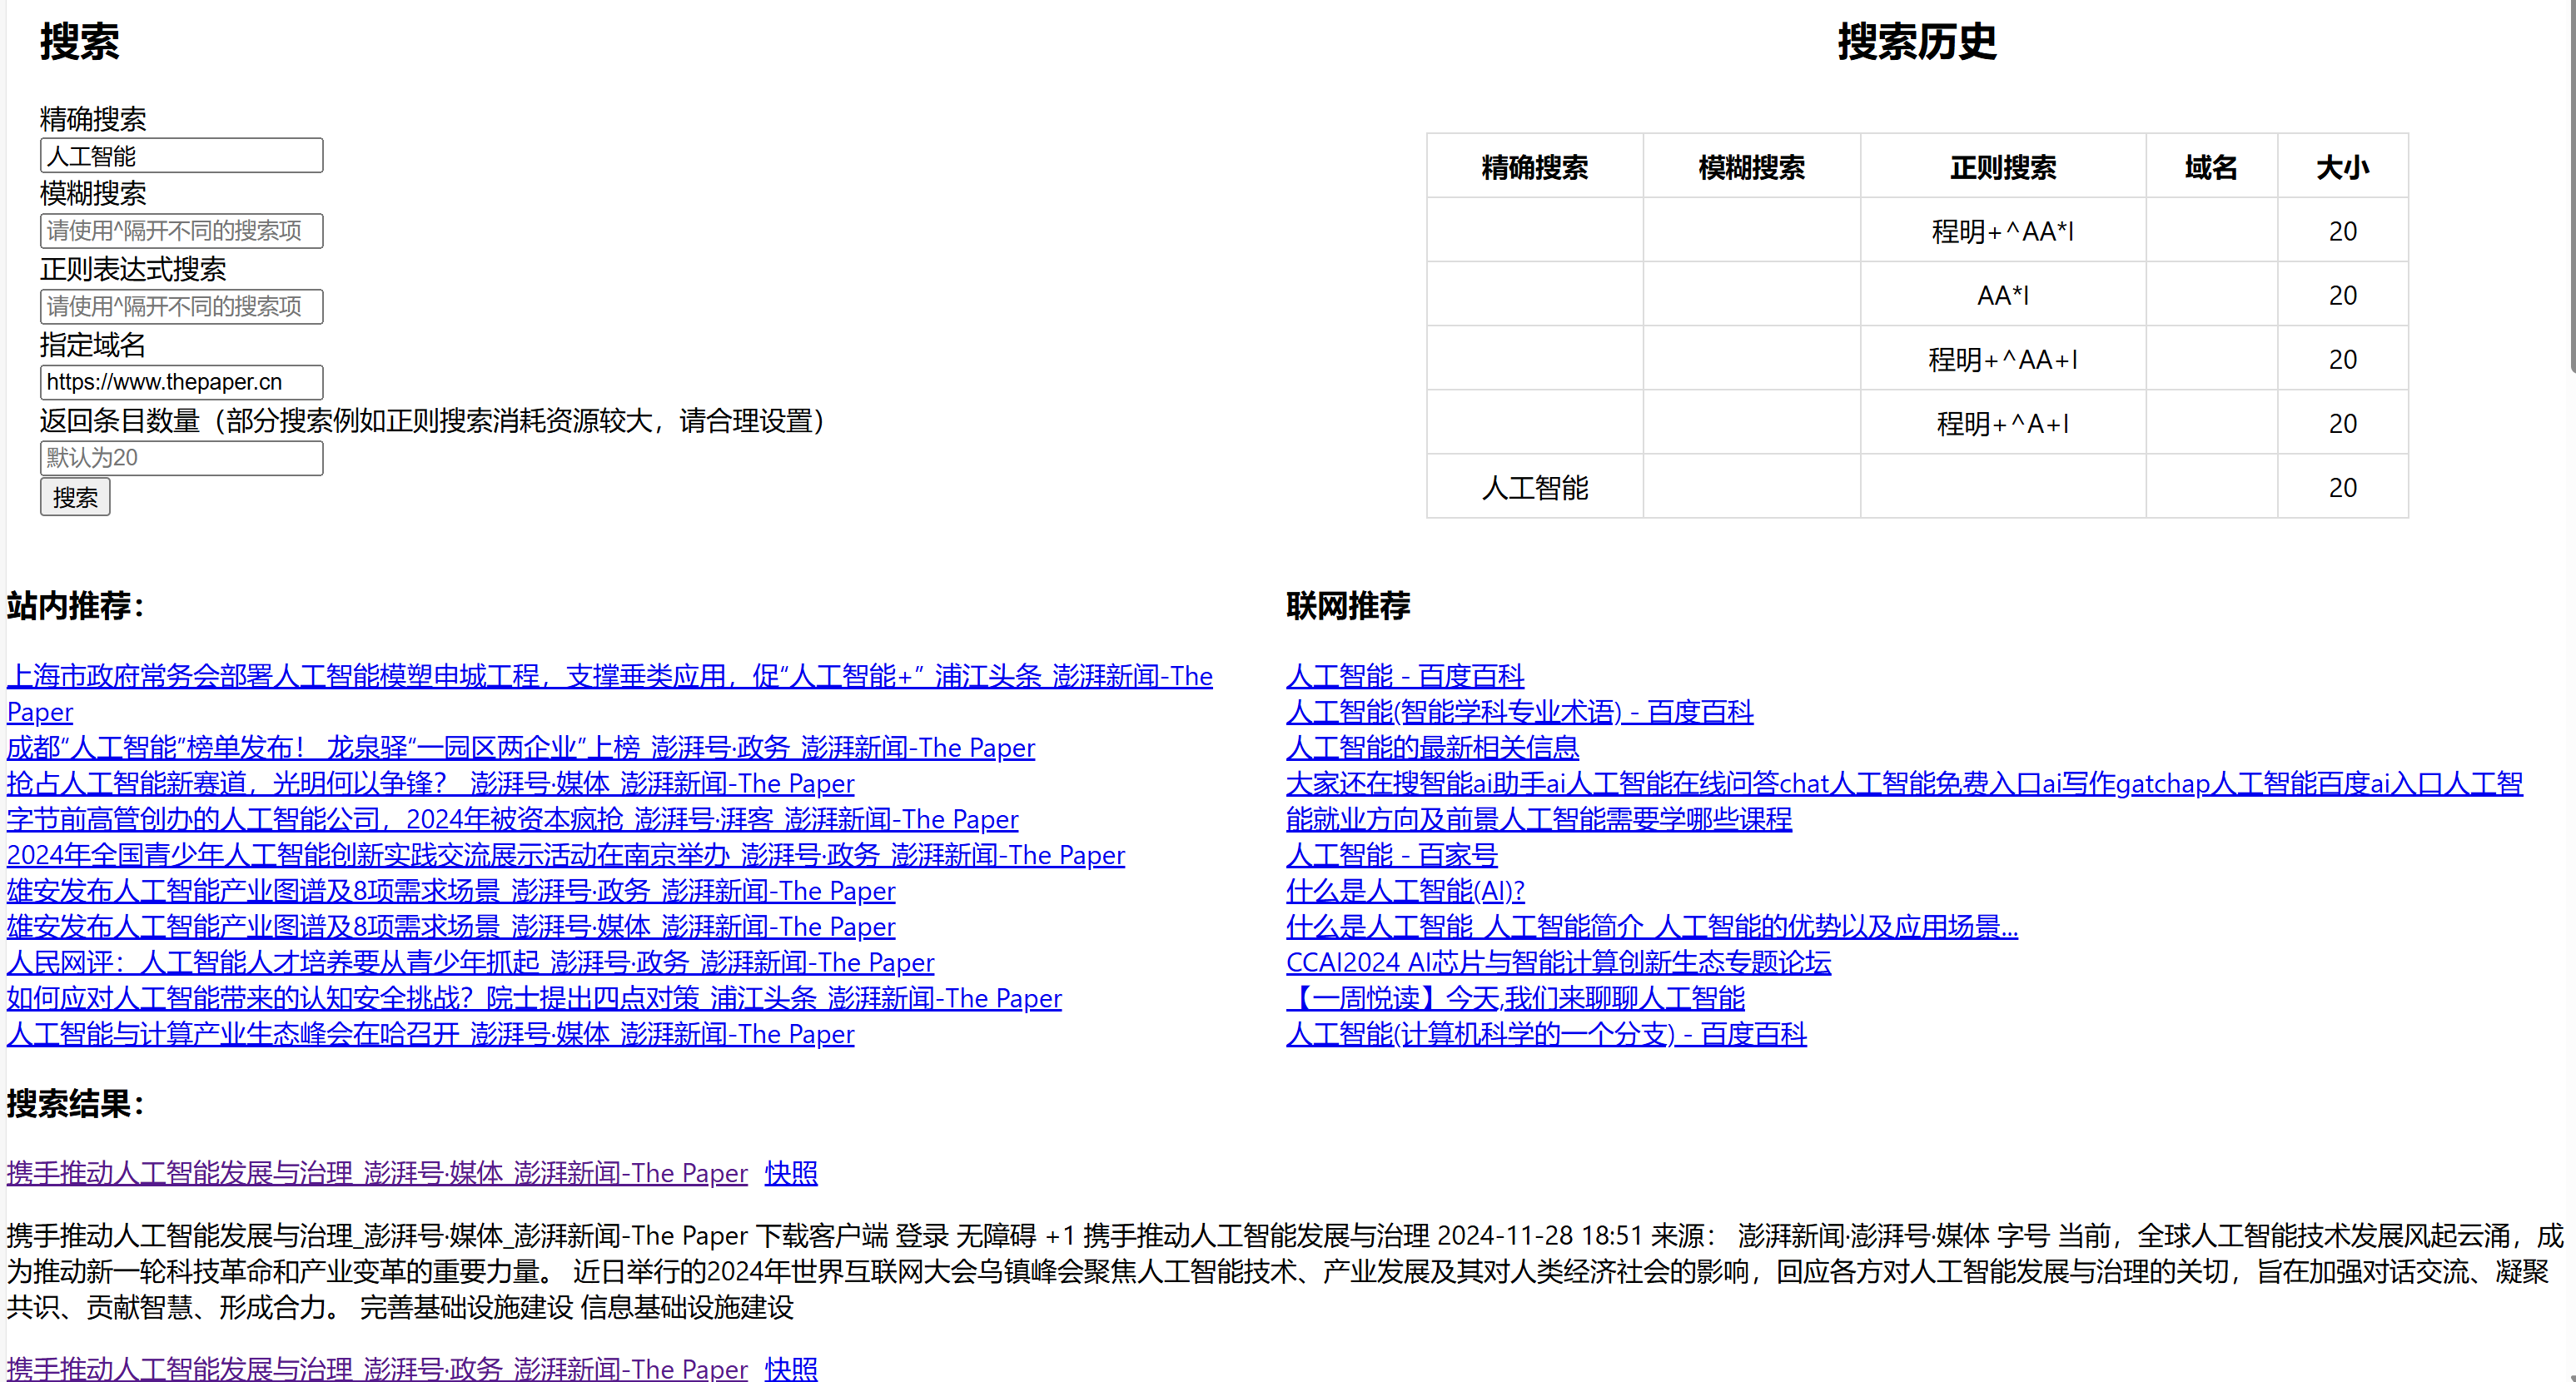 搜索
精确搜索
人工智能
模糊搜索
请使用^隔开不同的搜索项
正则表达式搜索
请使用^隔开不同的搜索项
指定域名
https://www.thepaper.cn
返回条目数量（部分搜索例如正则搜索消耗资源较大，请合理设置）
默认为20
搜索
搜索历史
精确搜索 模糊搜索 正则搜索 域名 大小
程明+^AA*I 20
AA*I 20
程明+^AA+I 20
程明+^A+I 20
人工智能 20
站内推荐：
上海市政府常务会部署人工智能模塑申城工程，支撑垂类应用，促“人工智能+”_浦江头条_澎湃新闻-The
Paper
成都“人工智能”榜单发布！ 龙泉驿“一园区两企业”上榜_澎湃号·政务_澎湃新闻-The Paper
抢占人工智能新赛道，光明何以争锋？_澎湃号·媒体_澎湃新闻-The Paper
字节前高管创办的人工智能公司，2024年被资本疯抢_澎湃号·湃客_澎湃新闻-The Paper
2024年全国青少年人工智能创新实践交流展示活动在南京举办_澎湃号·政务_澎湃新闻-The Paper
雄安发布人工智能产业图谱及8项需求场景_澎湃号·政务_澎湃新闻-The Paper
雄安发布人工智能产业图谱及8项需求场景_澎湃号·媒体_澎湃新闻-The Paper
人民网评：人工智能人才培养要从青少年抓起_澎湃号·政务_澎湃新闻-The Paper
如何应对人工智能带来的认知安全挑战？院士提出四点对策_浦江头条_澎湃新闻-The Paper
人工智能与计算产业生态峰会在哈召开_澎湃号·媒体_澎湃新闻-The Paper
联网推荐
人工智能 - 百度百科
人工智能(智能学科专业术语) - 百度百科
人工智能的最新相关信息
大家还在搜智能ai助手ai人工智能在线问答chat人工智能免费入口ai写作gatchap人工智能百度ai入口人工智
能就业方向及前景人工智能需要学哪些课程
人工智能 - 百家号
什么是人工智能(AI)?
什么是人工智能_人工智能简介_人工智能的优势以及应用场景...
CCAI2024 AI芯片与智能计算创新生态专题论坛
【一周悦读】今天,我们来聊聊人工智能
人工智能(计算机科学的一个分支) - 百度百科
搜索结果：
携手推动人工智能发展与治理_澎湃号·媒体_澎湃新闻-The Paper 快照
携手推动人工智能发展与治理_澎湃号·媒体_澎湃新闻-The Paper 下载客户端 登录 无障碍 +1 携手推动人工智能发展与治理 2024-11-28 18:51 来源： 澎湃新闻·澎湃号·媒体 字号 当前，全球人工智能技术发展风起云涌，成
为推动新一轮科技革命和产业变革的重要力量。 近日举行的2024年世界互联网大会乌镇峰会聚焦人工智能技术、产业发展及其对人类经济社会的影响，回应各方对人工智能发展与治理的关切，旨在加强对话交流、凝聚
共识、贡献智慧、形成合力。 完善基础设施建设 信息基础设施建设
携手推动人工智能发展与治理_澎湃号·政务_澎湃新闻-The Paper 快照